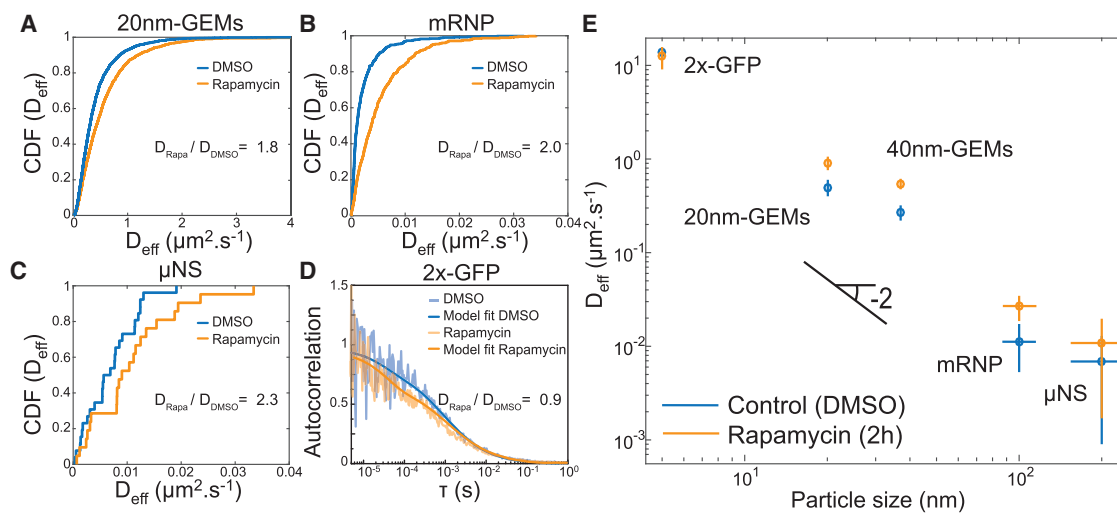 A
20nm-GEMs
CDF (Deff)
1
0.8
0.6
0.4
0.2
0
DMSO
Rapamycin
DRapa / DDMSO= 1.8
0 1 2 3 4
Deff (µm².s⁻¹)
B
mRNP
CDF (Deff)
1
0.8
0.6
0.4
0.2
0
DMSO
Rapamycin
DRapa / DDMSO= 2.0
0 0.01 0.02 0.03 0.04
Deff (µm².s⁻¹)
C
µNS
CDF (Deff)
1
0.8
0.6
0.4
0.2
0
DMSO
Rapamycin
DRapa / DDMSO= 2.3
0 0.01 0.02 0.03 0.04
Deff (µm².s⁻¹)
D
2x-GFP
Autocorrelation
1.5
1
0.5
0
DMSO
Model fit DMSO
Rapamycin
Model fit Rapamycin
DRapa / DDMSO= 0.9
10⁻⁵ 10⁻⁴ 10⁻³ 10⁻² 10⁻¹ 10⁰
τ (s)
E
Deff (µm².s⁻¹)
10¹
10⁰
10⁻¹
10⁻²
10⁻³
2x-GFP
40nm-GEMs
20nm-GEMs
-2
mRNP
µNS
Control (DMSO)
Rapamycin (2h)
10¹ 10²
Particle size (nm)